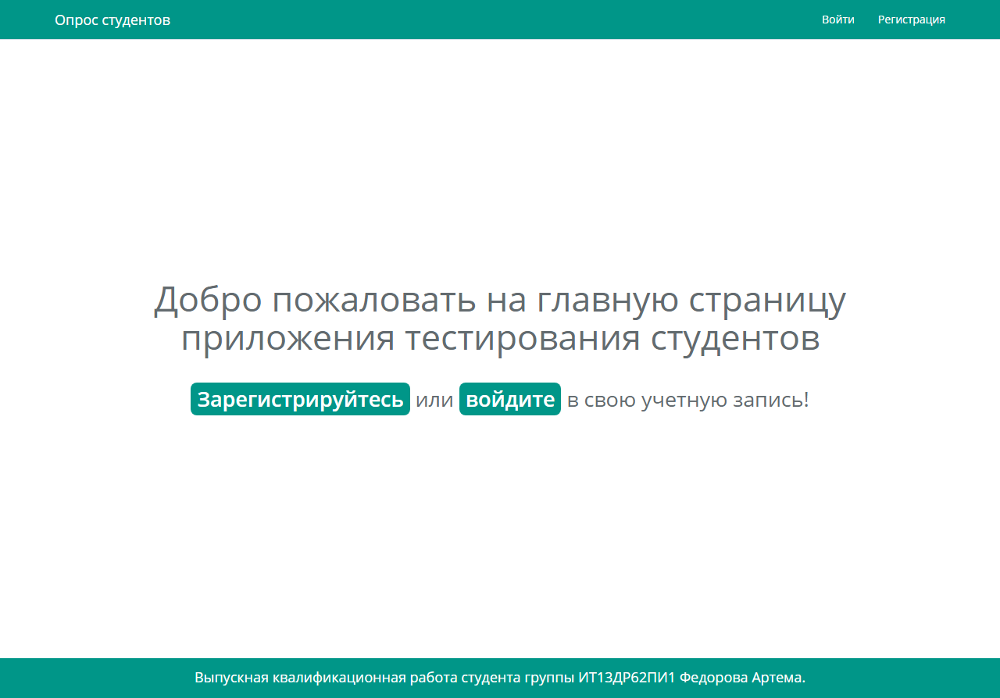 Опрос студентов
Войти
Регистрация
Добро пожаловать на главную страницу
приложения тестирования студентов
Зарегистрируйтесь или войдите в свою учетную запись!
Выпускная квалификационная работа студента группы ИТ13ДР62ПИ1 Федорова Артема.